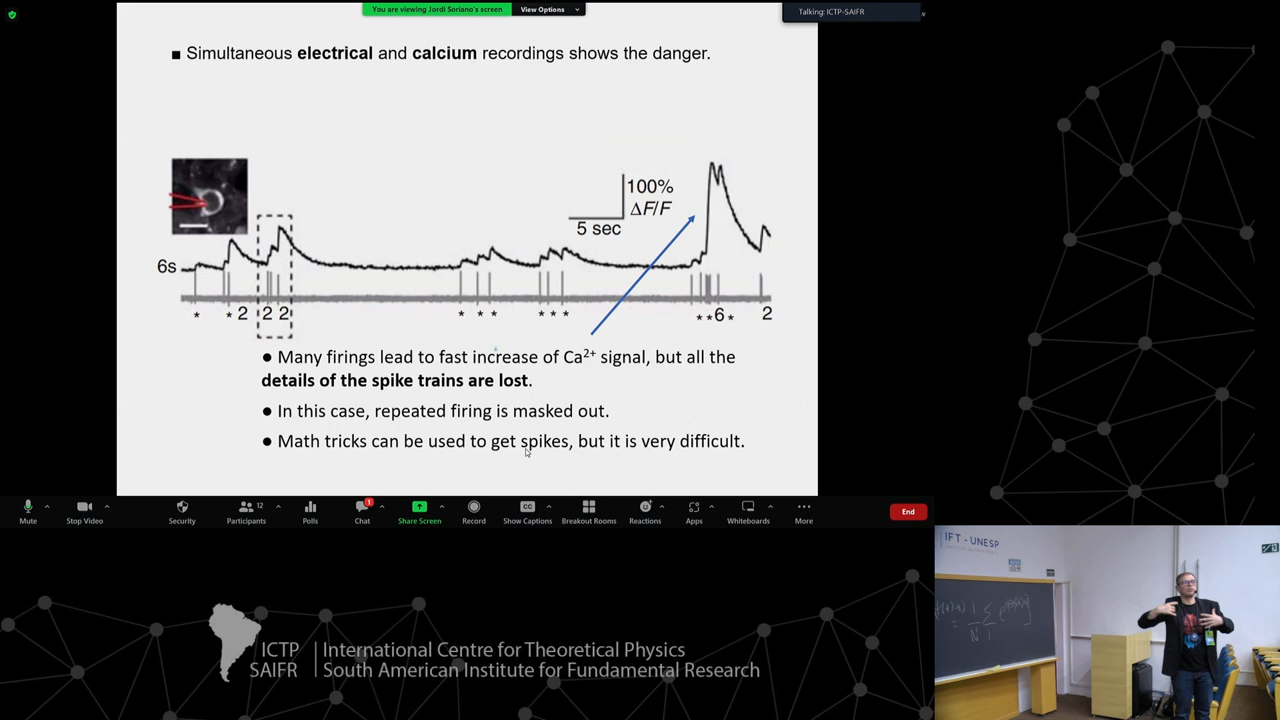 You are viewing Jordi Soriano's screen
View Options
Talking: ICTP-SAIFR
■ Simultaneous electrical and calcium recordings shows the danger.
100%
ΔF/F
5 sec
6s
* * 2 2 2 * * * * * * * * 6 * 2
● Many firings lead to fast increase of Ca2+ signal, but all the
details of the spike trains are lost.
● In this case, repeated firing is masked out.
● Math tricks can be used to get spikes, but it is very difficult.
Mute
Stop Video
Security
12
Participants
Polls
1
Chat
Share Screen
Record
CC
Show Captions
Breakout Rooms
Reactions
Apps
Whiteboards
More
End
IFT - UNESP
ICTP
SAIFR
International Centre for Theoretical Physics
South American Institute for Fundamental Research